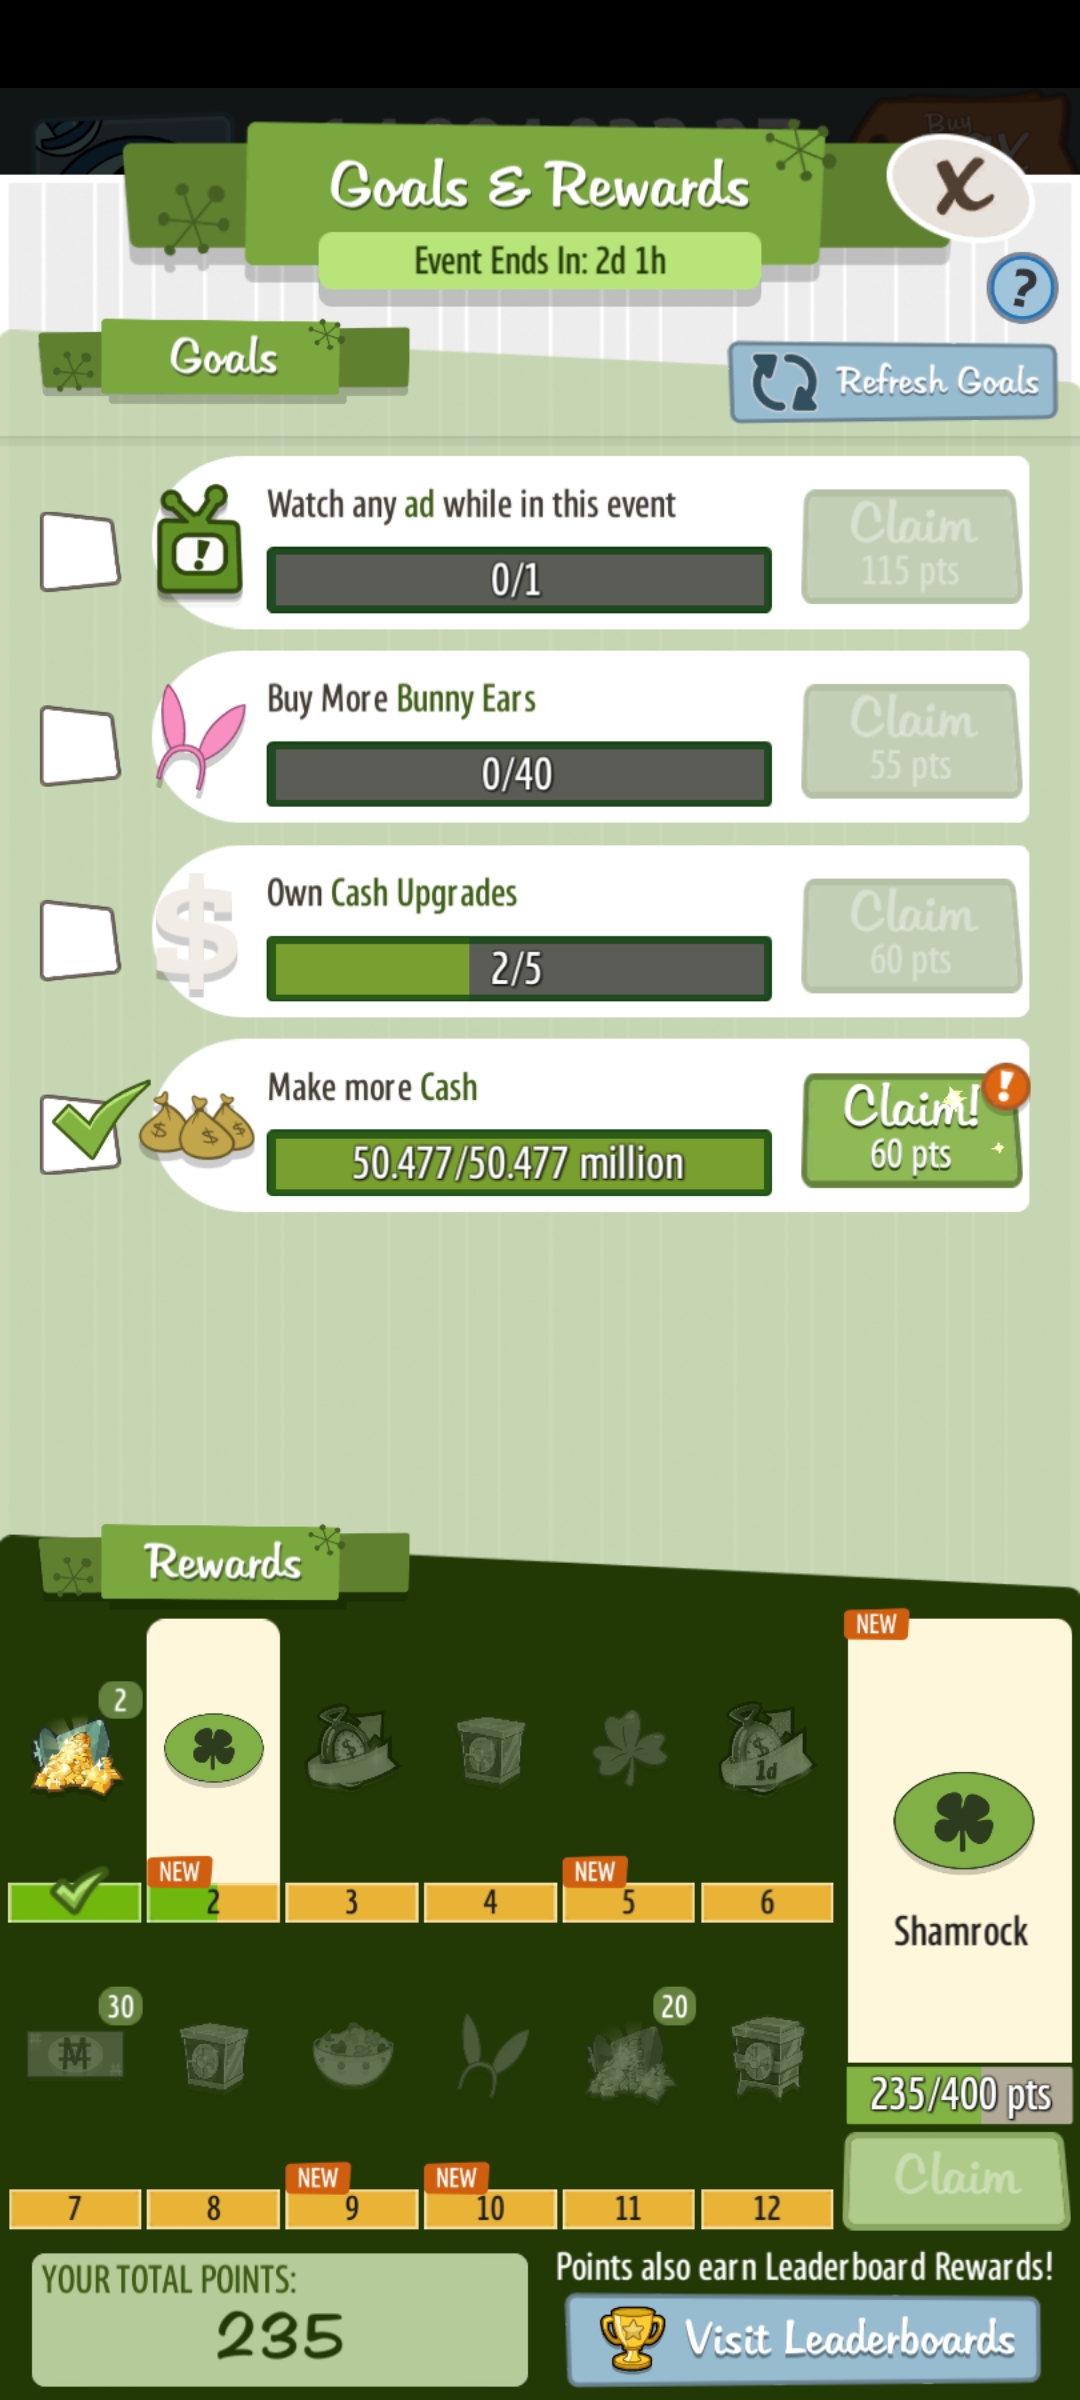 Buy
Goals & Rewards
X
Event Ends In: 2d 1h
?
Goals
Refresh Goals
Watch any ad while in this event
!
0/1
Claim
115 pts
Buy More Bunny Ears
0/40
Claim
55 pts
$
Own Cash Upgrades
2/5
Claim
60 pts
Make more Cash
$ $ $
50.477/50.477 million
Claim!
60 pts
!
Rewards
NEW
2
$
$
1d
Shamrock
NEW
NEW
2
3
4
5
6
30
20
235/400 pts
Claim
NEW
NEW
7
8
9
10
11
12
YOUR TOTAL POINTS:
235
Points also earn Leaderboard Rewards!
Visit Leaderboards